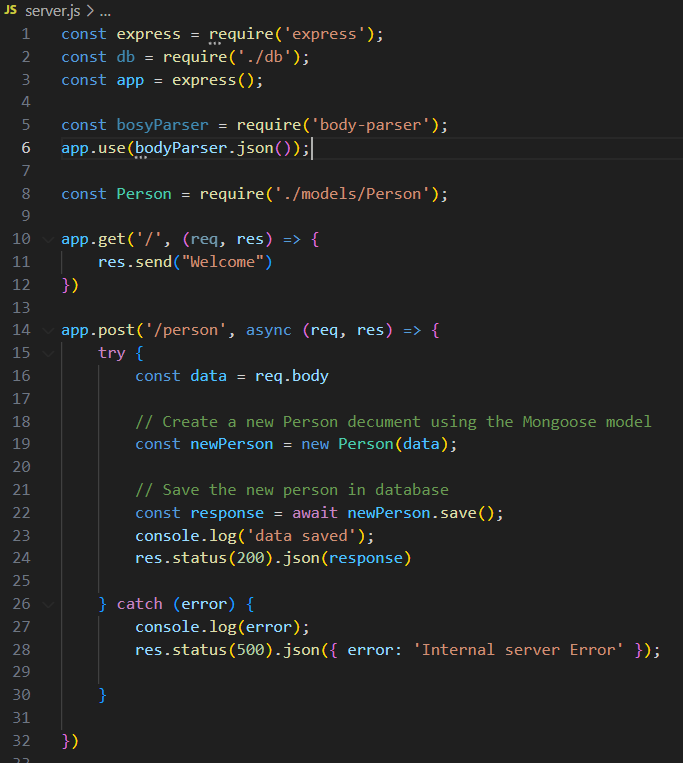 JS server.js > ...
1 const express = require('express');
2 const db = require('./db');
3 const app = express();
4
5 const bosyParser = require('body-parser');
6 app.use(bodyParser.json());
7
8 const Person = require('./models/Person');
9
10 app.get('/', (req, res) => {
11 res.send("Welcome")
12 })
13
14 app.post('/person', async (req, res) => {
15 try {
16 const data = req.body
17
18 // Create a new Person decument using the Mongoose model
19 const newPerson = new Person(data);
20
21 // Save the new person in database
22 const response = await newPerson.save();
23 console.log('data saved');
24 res.status(200).json(response)
25
26 } catch (error) {
27 console.log(error);
28 res.status(500).json({ error: 'Internal server Error' });
29
30 }
31
32 })